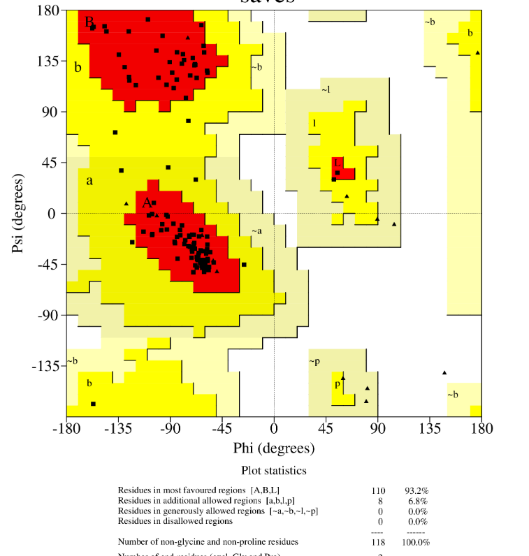 saves
180
135
90
45
0
-45
-90
-135
Psi (degrees)
B
b
~b
~b
b
~l
l
L
a
A
~a
~b
b
~p
p
~b
-180 -135 -90 -45 0 45 90 135 180
Phi (degrees)
Plot statistics
Residues in most favoured regions [A,B,L] 110 93.2%
Residues in additional allowed regions [a,b,l,p] 8 6.8%
Residues in generously allowed regions [~a,~b,~l,~p] 0 0.0%
Residues in disallowed regions 0 0.0%
---- ------
Number of non-glycine and non-proline residues 118 100.0%